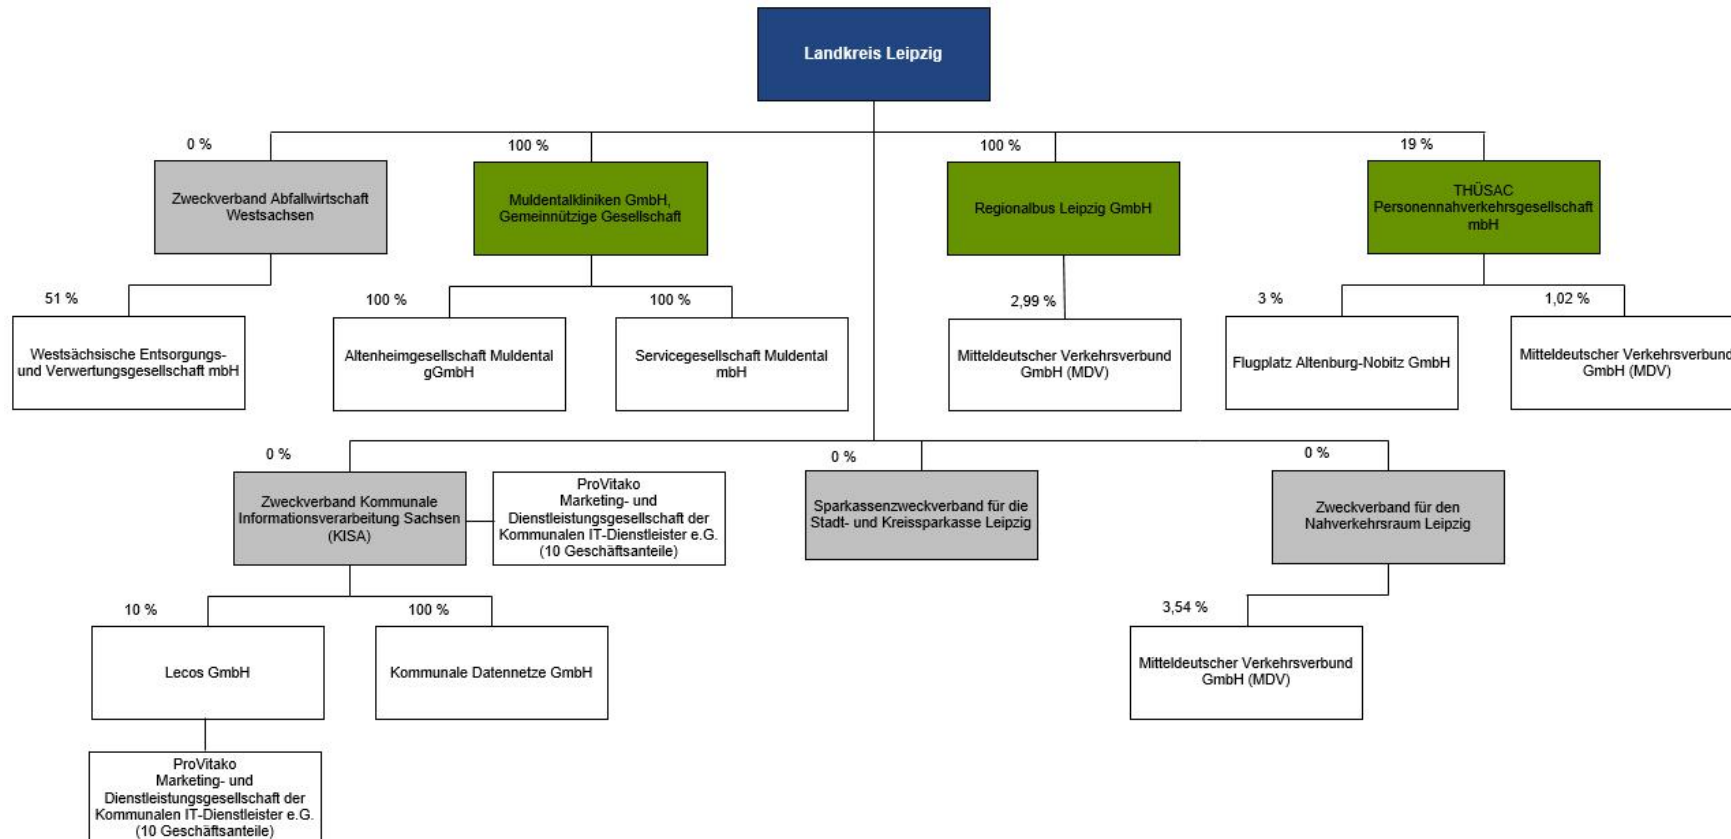 Landkreis Leipzig
0 %
100 %
100 %
19 %
Zweckverband Abfallwirtschaft
Westsachsen
Muldentalkliniken GmbH,
Gemeinnützige Gesellschaft
Regionalbus Leipzig GmbH
THÜSAC
Personennahverkehrsgesellschaft
mbH
51 %
100 %
100 %
2,99 %
3 %
1,02 %
Westsächsische Entsorgungs-
und Verwertungsgesellschaft mbH
Altenheimgesellschaft Muldental
gGmbH
Servicegesellschaft Muldental
mbH
Mitteldeutscher Verkehrsverbund
GmbH (MDV)
Flugplatz Altenburg-Nobitz GmbH
Mitteldeutscher Verkehrsverbund
GmbH (MDV)
0 %
0 %
0 %
Zweckverband Kommunale
Informationsverarbeitung Sachsen
(KISA)
ProVitako
Marketing- und
Dienstleistungsgesellschaft der
Kommunalen IT-Dienstleister e.G.
(10 Geschäftsanteile)
Sparkassenzweckverband für die
Stadt- und Kreissparkasse Leipzig
Zweckverband für den
Nahverkehrsraum Leipzig
10 %
100 %
3,54 %
Lecos GmbH
Kommunale Datennetze GmbH
Mitteldeutscher Verkehrsverbund
GmbH (MDV)
ProVitako
Marketing- und
Dienstleistungsgesellschaft der
Kommunalen IT-Dienstleister e.G.
(10 Geschäftsanteile)